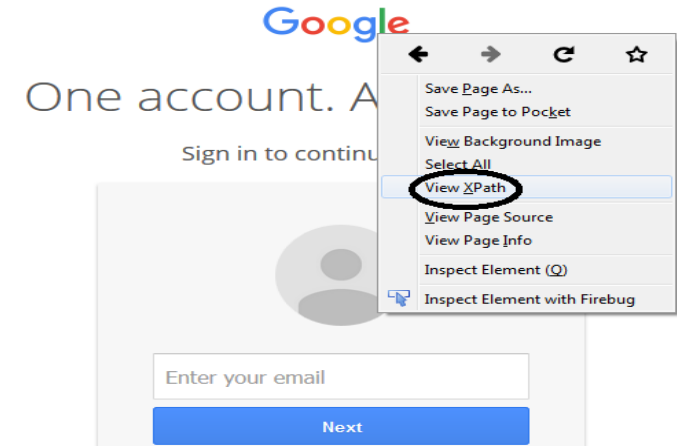 Google
One account. A
Sign in to continu
Save Page As...
Save Page to Pocket
View Background Image
Select All
View XPath
View Page Source
View Page Info
Inspect Element (Q)
Inspect Element with Firebug
Enter your email
Next